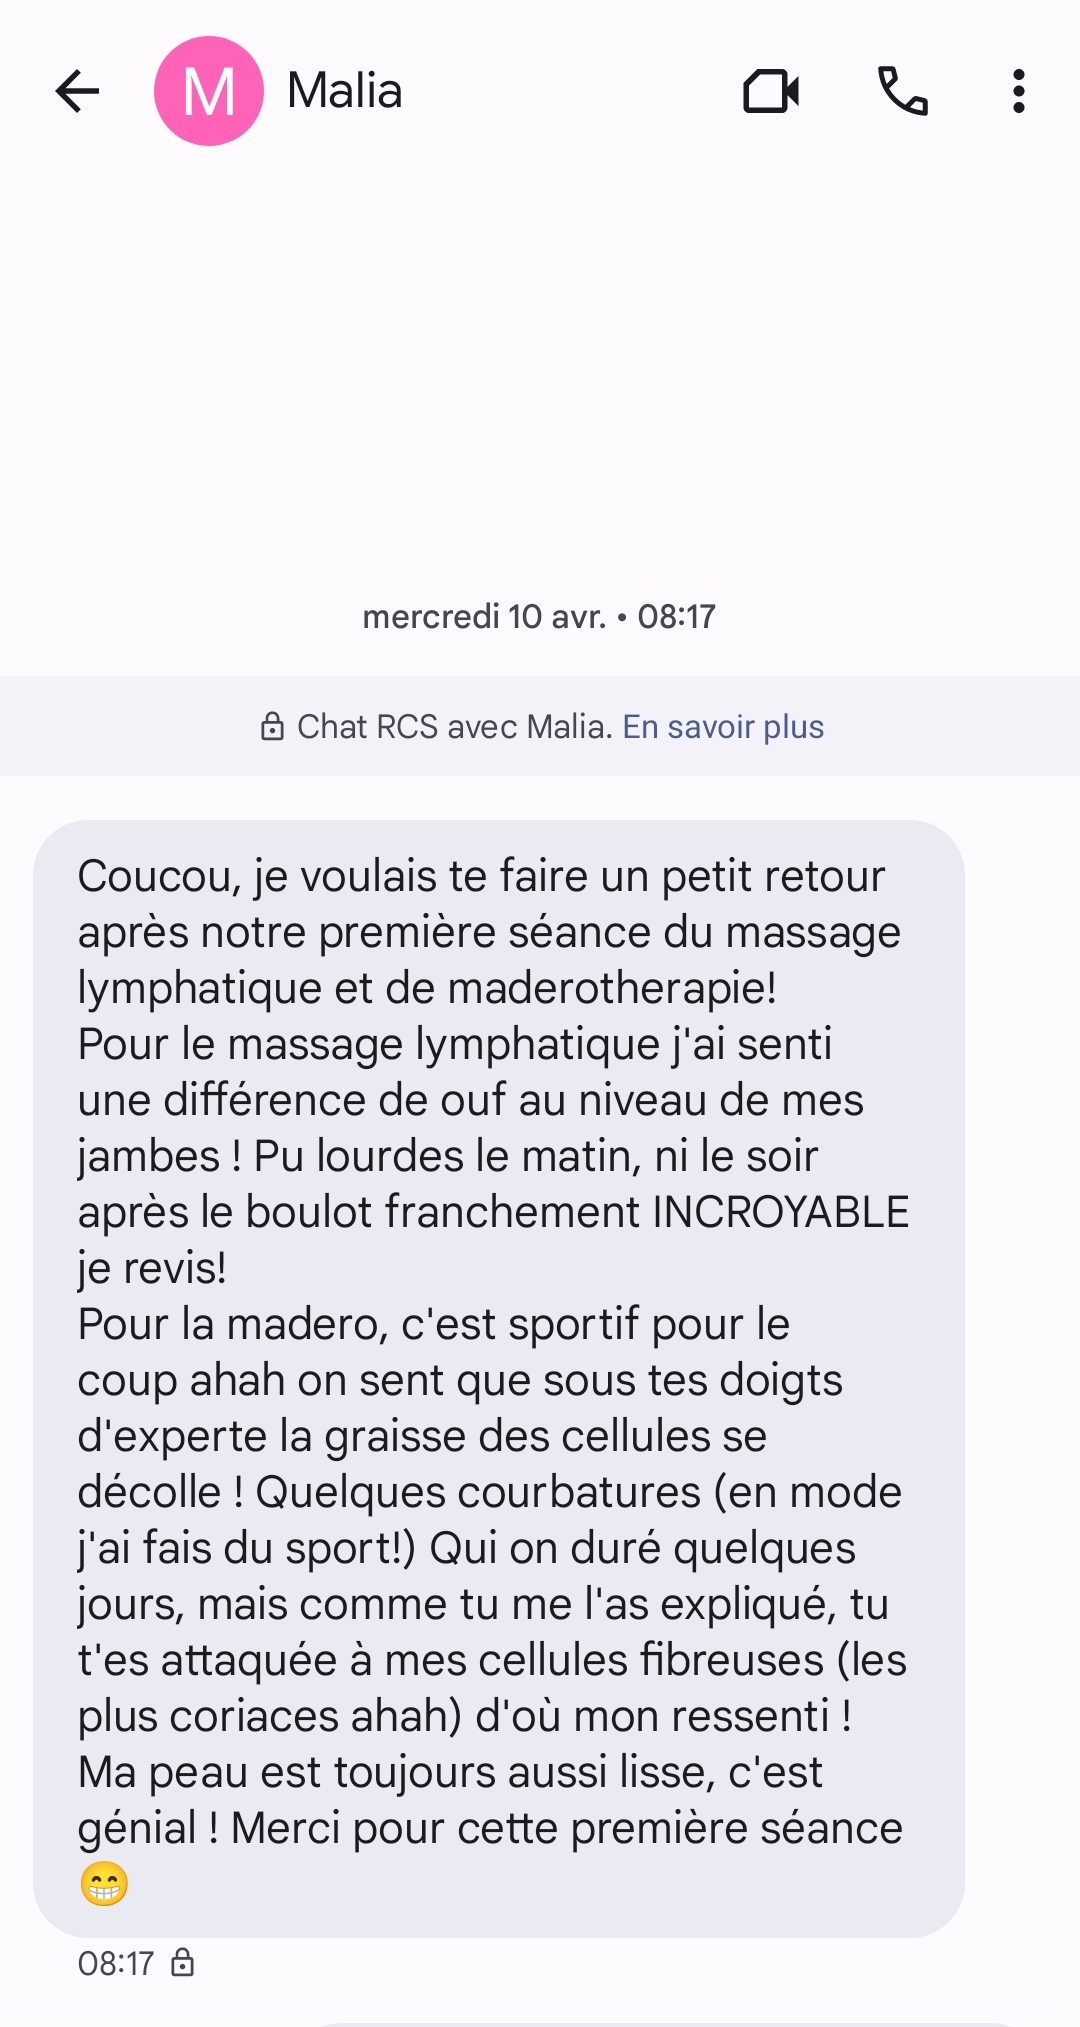 M Malia
mercredi 10 avr. • 08:17
Chat RCS avec Malia. En savoir plus
Coucou, je voulais te faire un petit retour
après notre première séance du massage
lymphatique et de maderotherapie!
Pour le massage lymphatique j'ai senti
une différence de ouf au niveau de mes
jambes ! Pu lourdes le matin, ni le soir
après le boulot franchement INCROYABLE
je revis!
Pour la madero, c'est sportif pour le
coup ahah on sent que sous tes doigts
d'experte la graisse des cellules se
décolle ! Quelques courbatures (en mode
j'ai fais du sport!) Qui on duré quelques
jours, mais comme tu me l'as expliqué, tu
t'es attaquée à mes cellules fibreuses (les
plus coriaces ahah) d'où mon ressenti !
Ma peau est toujours aussi lisse, c'est
génial ! Merci pour cette première séance
😁
08:17